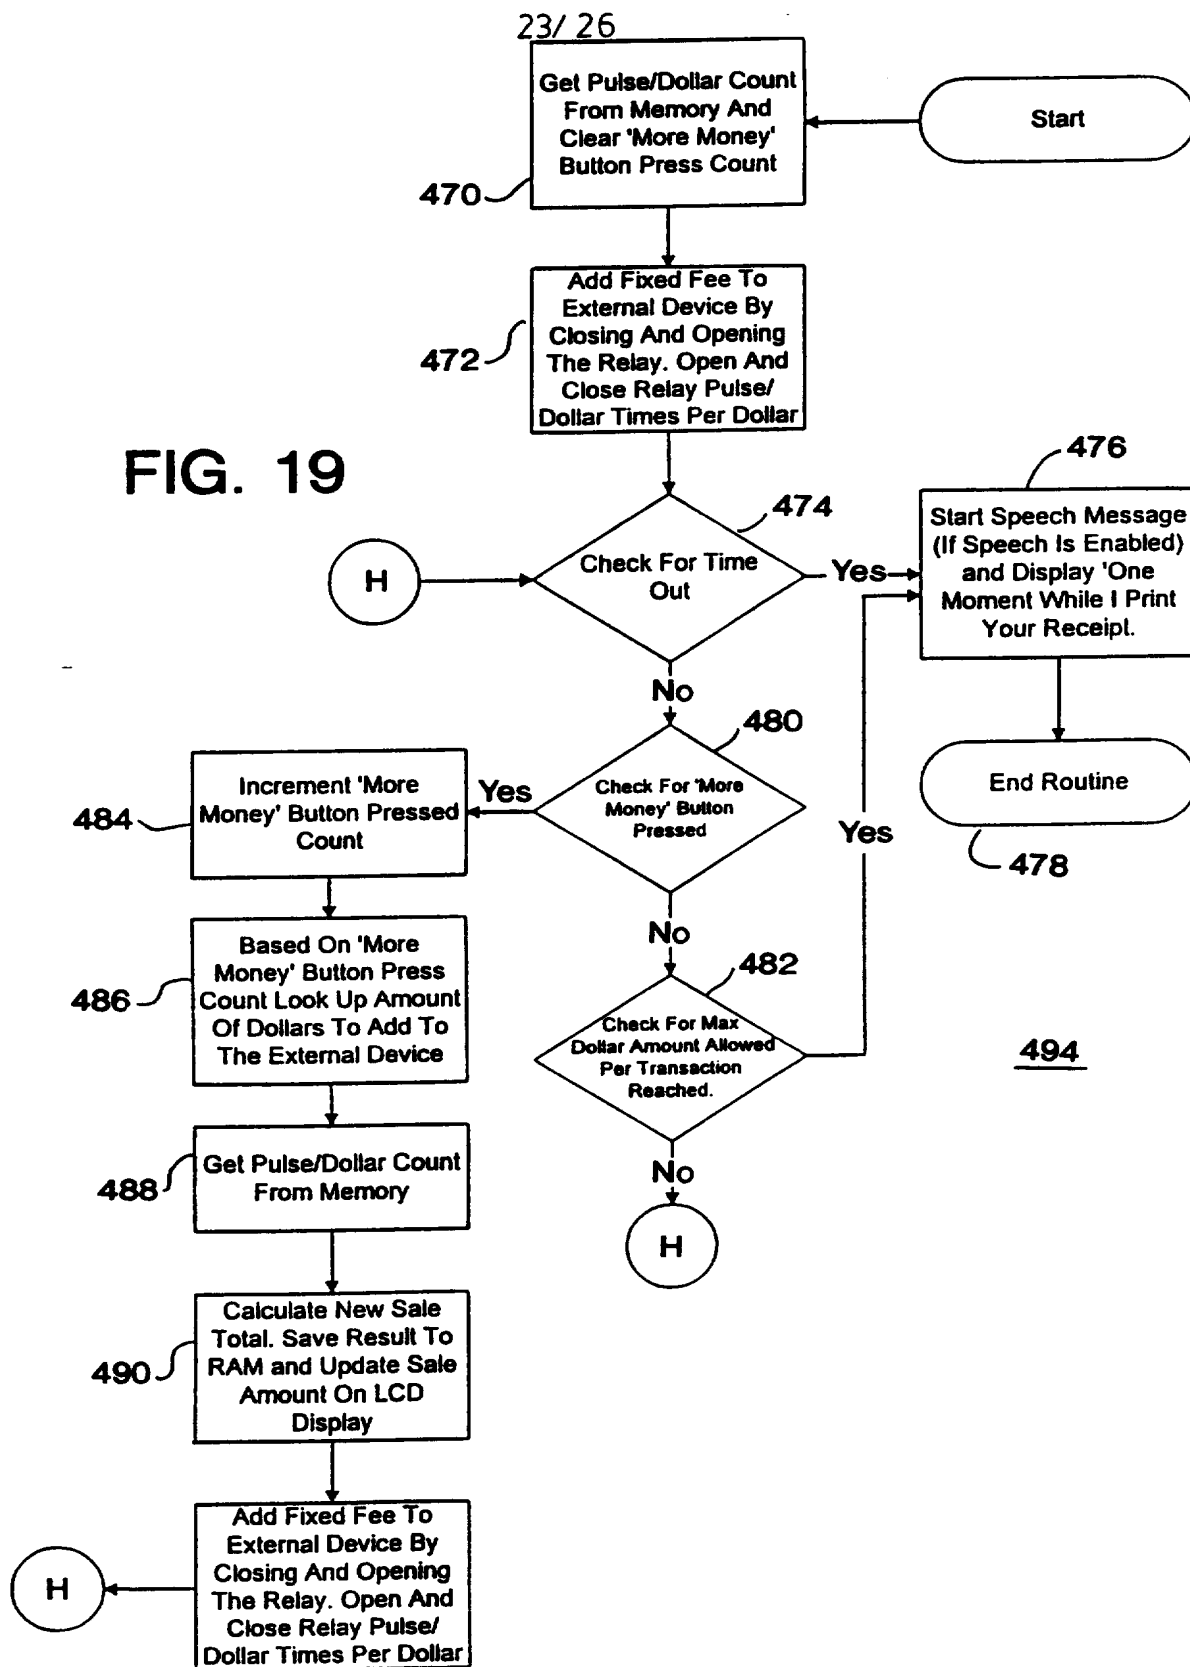 23/ 26
Get Pulse/Dollar Count
From Memory And
Clear 'More Money'
Button Press Count
Start
470
Add Fixed Fee To
External Device By
Closing And Opening
The Relay. Open And
Close Relay Pulse/
Dollar Times Per Dollar
472
FIG. 19
474
476
Check For Time
Out
H
Yes
Start Speech Message
(If Speech Is Enabled)
and Display 'One
Moment While I Print
Your Receipt.
No
480
Increment 'More
Money' Button Pressed
Count
484
Yes
Check For 'More
Money' Button
Pressed
End Routine
Yes
478
No
Based On 'More
Money' Button Press
Count Look Up Amount
Of Dollars To Add To
The External Device
486
482
Check For Max
Dollar Amount Allowed
Per Transaction
Reached.
494
Get Pulse/Dollar Count
From Memory
488
No
H
Calculate New Sale
Total. Save Result To
RAM and Update Sale
Amount On LCD
Display
490
Add Fixed Fee To
External Device By
Closing And Opening
The Relay. Open And
Close Relay Pulse/
Dollar Times Per Dollar
H